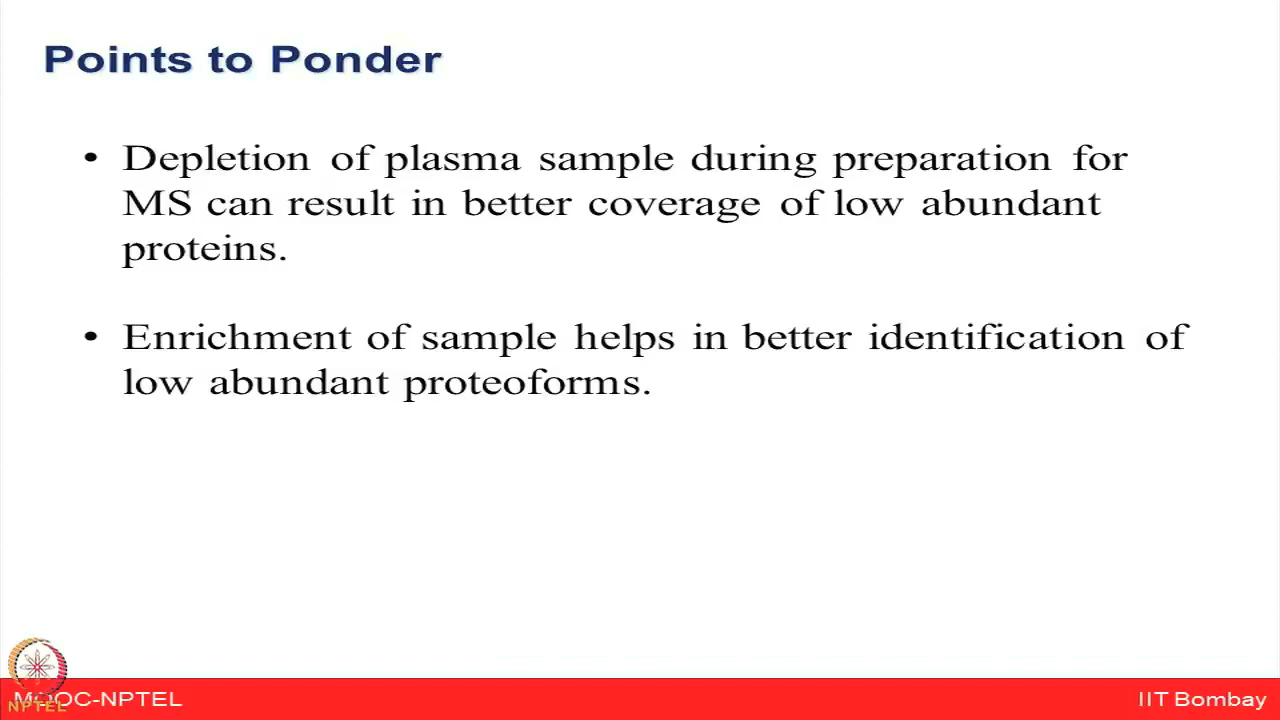 Points to Ponder
• Depletion of plasma sample during preparation for
MS can result in better coverage of low abundant
proteins.
• Enrichment of sample helps in better identification of
low abundant proteoforms.
MOOC-NPTEL
NPTEL
IIT Bombay